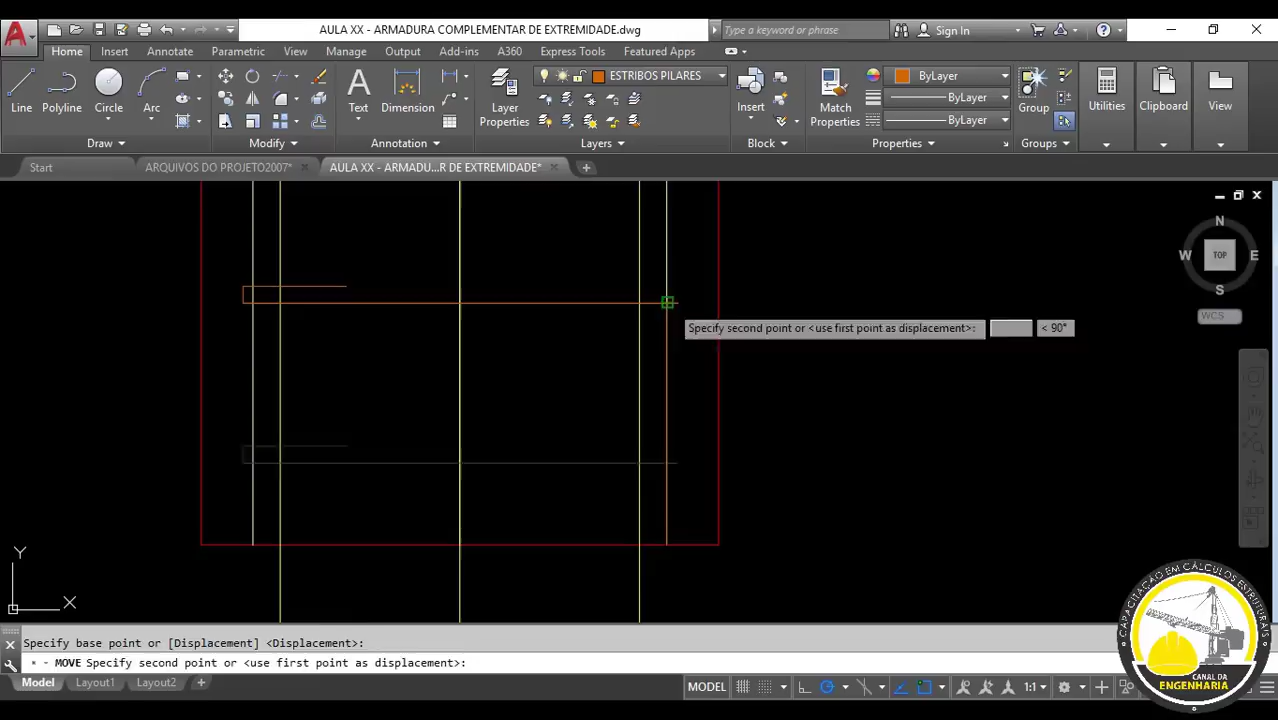 AULA XX - ARMADURA COMPLEMENTAR DE EXTREMIDADE.dwg
Type a keyword or phrase
Sign In
Home Insert Annotate Parametric View Manage Output Add-ins A360 Express Tools Featured Apps
ESTRIBOS PILARES
ByLayer
ByLayer
ByLayer
Line Polyline Circle Arc
Text Dimension
Layer Properties
Insert
Match Properties
Group
Utilities
Clipboard
View
Draw Modify Annotation Layers Block Properties Groups
Start ARQUIVOS DO PROJETO2007* AULA XX - ARMADU...R DE EXTREMIDADE*
N
W TOP E
S
WCS
Specify second point or <use first point as displacement>: < 90°
Y
X
Specify base point or [Displacement] <Displacement>:
- MOVE Specify second point or <use first point as displacement>:
Model Layout1 Layout2
MODEL 1:1
CAPACITAÇÃO EM CÁLCULOS ESTRUTURAIS
CANAL DA
ENGENHARIA